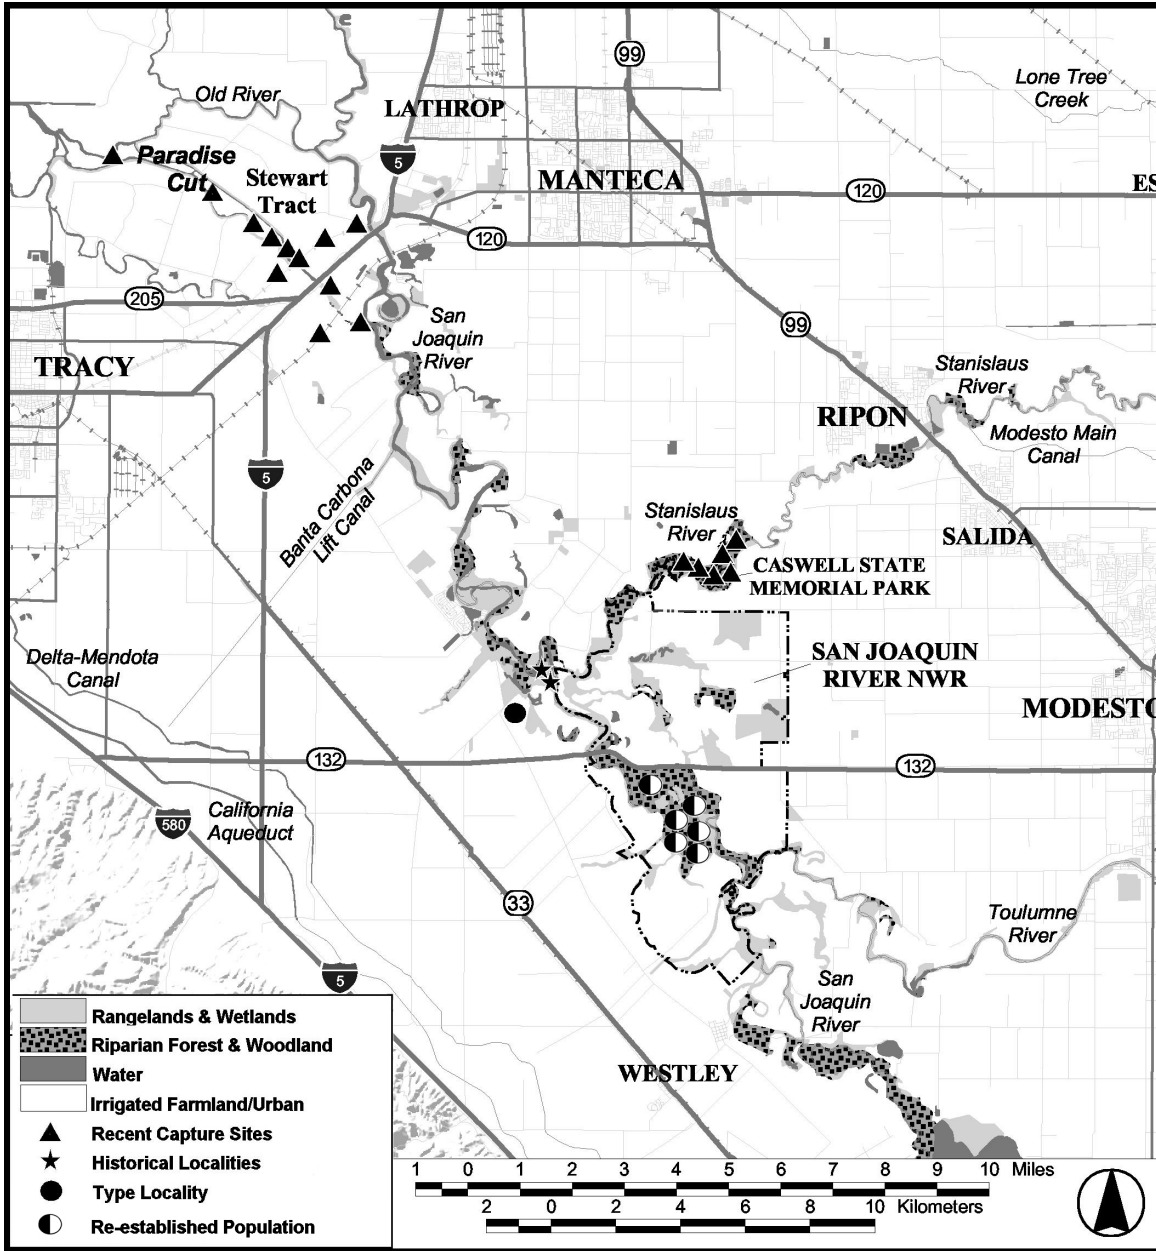 99
Lone Tree
Creek
Old River
LATHROP
5
Paradise
Cut
Stewart
Tract
MANTECA
120
ES
120
205
San
Joaquin
River
99
TRACY
Stanislaus
River
RIPON
Modesto Main
Canal
5
Banta Carbona
Lift Canal
Stanislaus
River
SALIDA
CASWELL STATE
MEMORIAL PARK
Delta-Mendota
Canal
SAN JOAQUIN
RIVER NWR
MODESTO
132
132
580
California
Aqueduct
33
Toulumne
River
5
San
Joaquin
River
WESTLEY
Rangelands & Wetlands
Riparian Forest & Woodland
Water
Irrigated Farmland/Urban
Recent Capture Sites
Historical Localities
Type Locality
Re-established Population
1 0 1 2 3 4 5 6 7 8 9 10 Miles
2 0 2 4 6 8 10 Kilometers